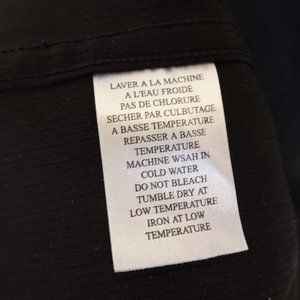 LAVER A LA MACHINE
A L'EAU FROIDE
PAS DE CHLORURE
SECHER PAR CULBUTAGE
A BASSE TEMPERATURE
REPASSER A BASSE
TEMPERATURE
MACHINE WSAH IN
COLD WATER
DO NOT BLEACH
TUMBLE DRY AT
LOW TEMPERATURE
IRON AT LOW
TEMPERATURE